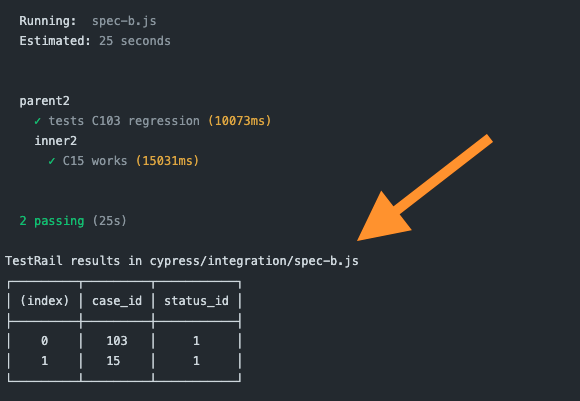 Running: spec-b.js
Estimated: 25 seconds
parent2
✓ tests C103 regression (10073ms)
inner2
✓ C15 works (15031ms)
2 passing (25s)
TestRail results in cypress/integration/spec-b.js
(index) case_id status_id
0 103 1
1 15 1